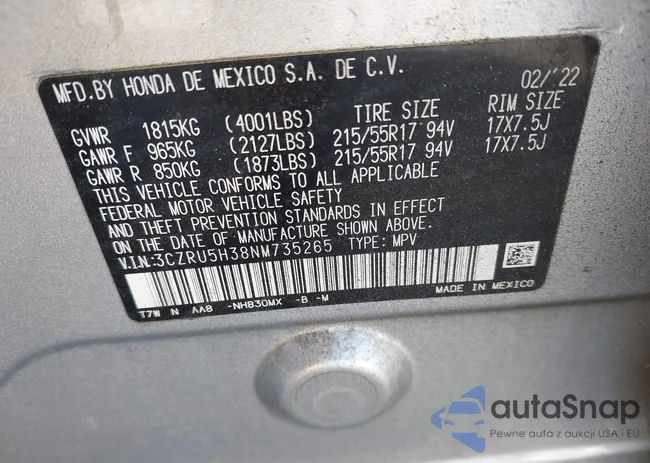 MFD.BY HONDA DE MEXICO S.A. DE C.V. 02/'22
TIRE SIZE RIM SIZE
GVWR 1815KG (4001LBS)
GAWR F 965KG (2127LBS) 215/55R17 94V 17X7.5J
GAWR R 850KG (1873LBS) 215/55R17 94V 17X7.5J
THIS VEHICLE CONFORMS TO ALL APPLICABLE
FEDERAL MOTOR VEHICLE SAFETY
AND THEFT PREVENTION STANDARDS IN EFFECT
ON THE DATE OF MANUFACTURE SHOWN ABOVE.
V.I.N:3CZRU5H38NM735265 TYPE: MPV
T7W N AA8 -NH830MX -B -M MADE IN MEXICO
autaSnap
Pewne auta z aukcji USA i EU